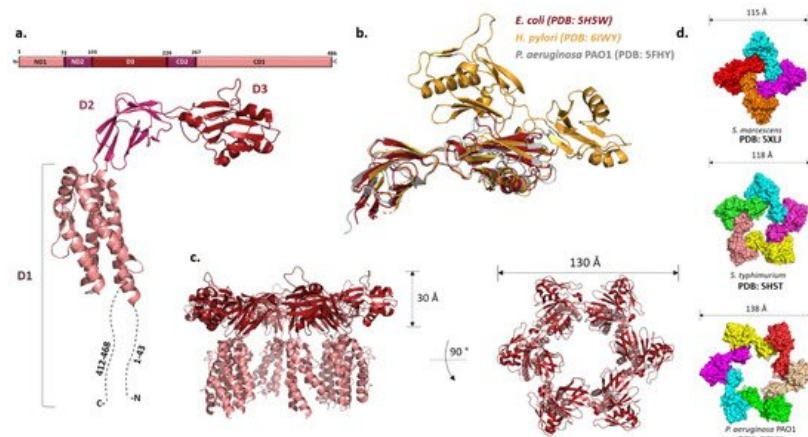 a.
1 72 109 226 267 486
ND1 ND2 D3 CD2 CD1
D2
D3
D1
412-468
1-43
C-
-N
b.
E. coli (PDB: 5H5W)
H. pylori (PDB: 6IWY)
P. aeruginosa PAO1 (PDB: 5FHY)
c.
30 Å
90 °
130 Å
d.
115 Å
S. marcescens
PDB: 5XLJ
118 Å
S. typhimurium
PDB: 5H5T
138 Å
P. aeruginosa PAO1